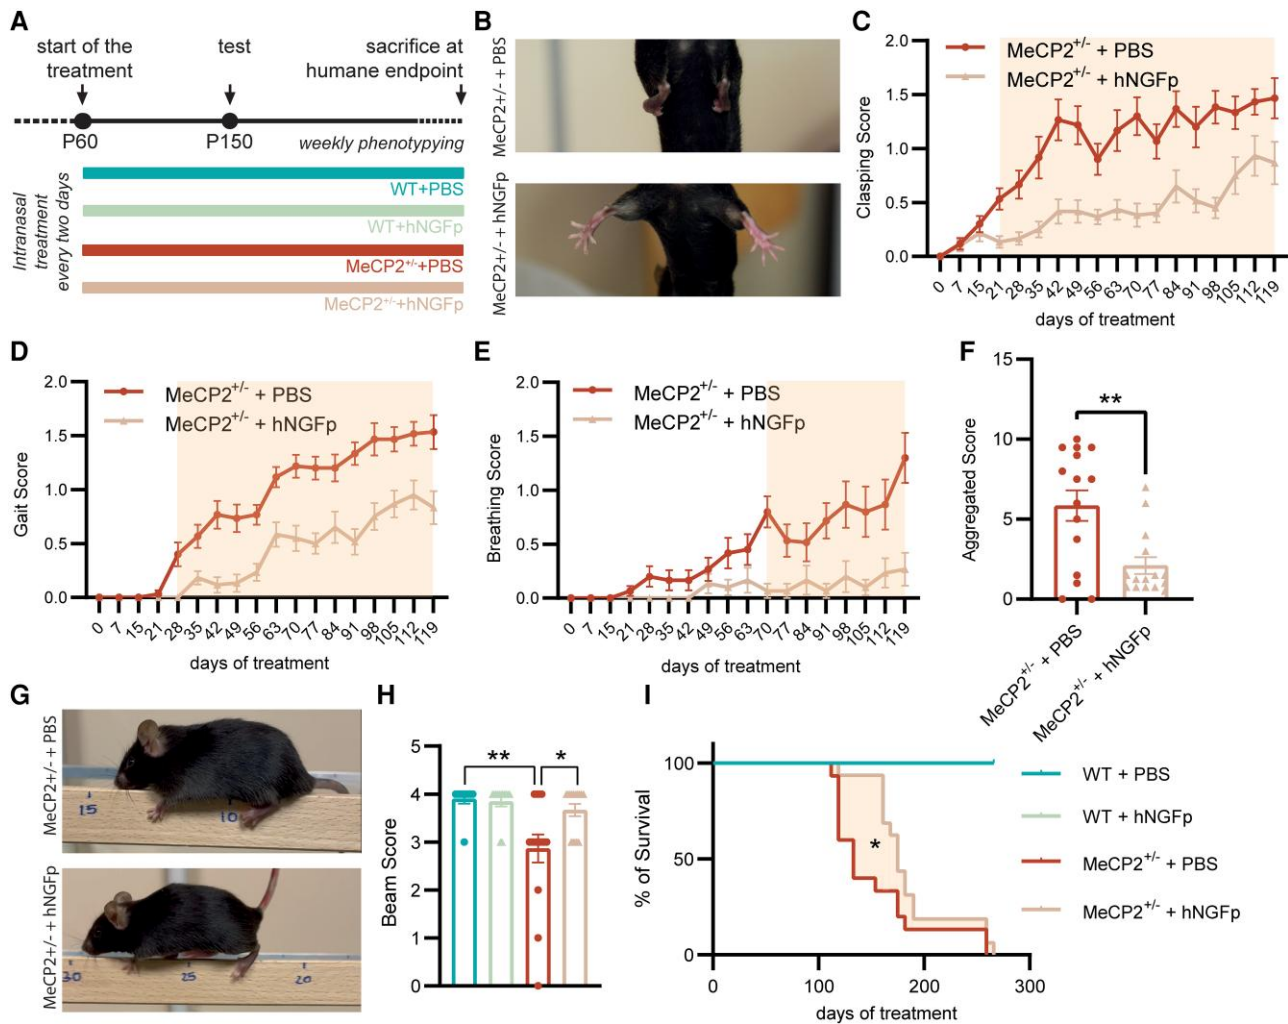 A
start of the
treatment
test
sacrifice at
humane endpoint
P60
P150
weekly phenotypying
Intranasal
treatment
every two days
WT+PBS
WT+hNGFp
MeCP2+/-+PBS
MeCP2+/-+hNGFp
B
MeCP2+/- + PBS
MeCP2+/- + hNGFp
C
MeCP2+/- + PBS
MeCP2+/- + hNGFp
Clasping Score
2.0
1.5
1.0
0.5
0.0
0 7 15 21 28 35 42 49 56 63 70 77 84 91 98 105 112 119
days of treatment
D
MeCP2+/- + PBS
MeCP2+/- + hNGFp
Gait Score
2.0
1.5
1.0
0.5
0.0
0 7 15 21 28 35 42 49 56 63 70 77 84 91 98 105 112 119
days of treatment
E
MeCP2+/- + PBS
MeCP2+/- + hNGFp
Breathing Score
2.0
1.5
1.0
0.5
0.0
0 7 15 21 28 35 42 49 56 63 70 77 84 91 98 105 112 119
days of treatment
F
Aggregated Score
15
10
5
0
**
MeCP2+/- + PBS
MeCP2+/- + hNGFp
G
MeCP2+/- + PBS
15
10
MeCP2+/- + hNGFp
30
25
20
H
Beam Score
5
4
3
2
1
0
**
*
I
% of Survival
100
50
0
*
0 100 200 300
days of treatment
WT + PBS
WT + hNGFp
MeCP2+/- + PBS
MeCP2+/- + hNGFp